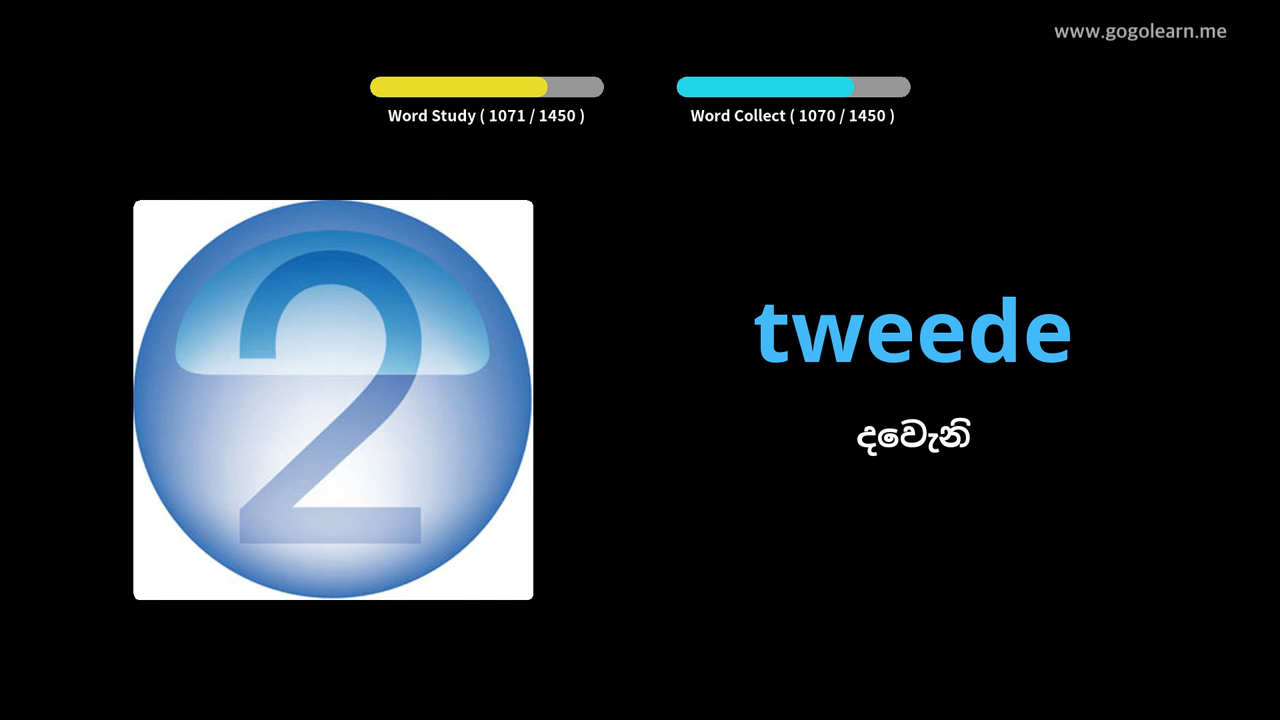 www.gogolearn.me
Word Study ( 1071 / 1450 )
Word Collect ( 1070 / 1450 )
2
tweede
දවෙැනි